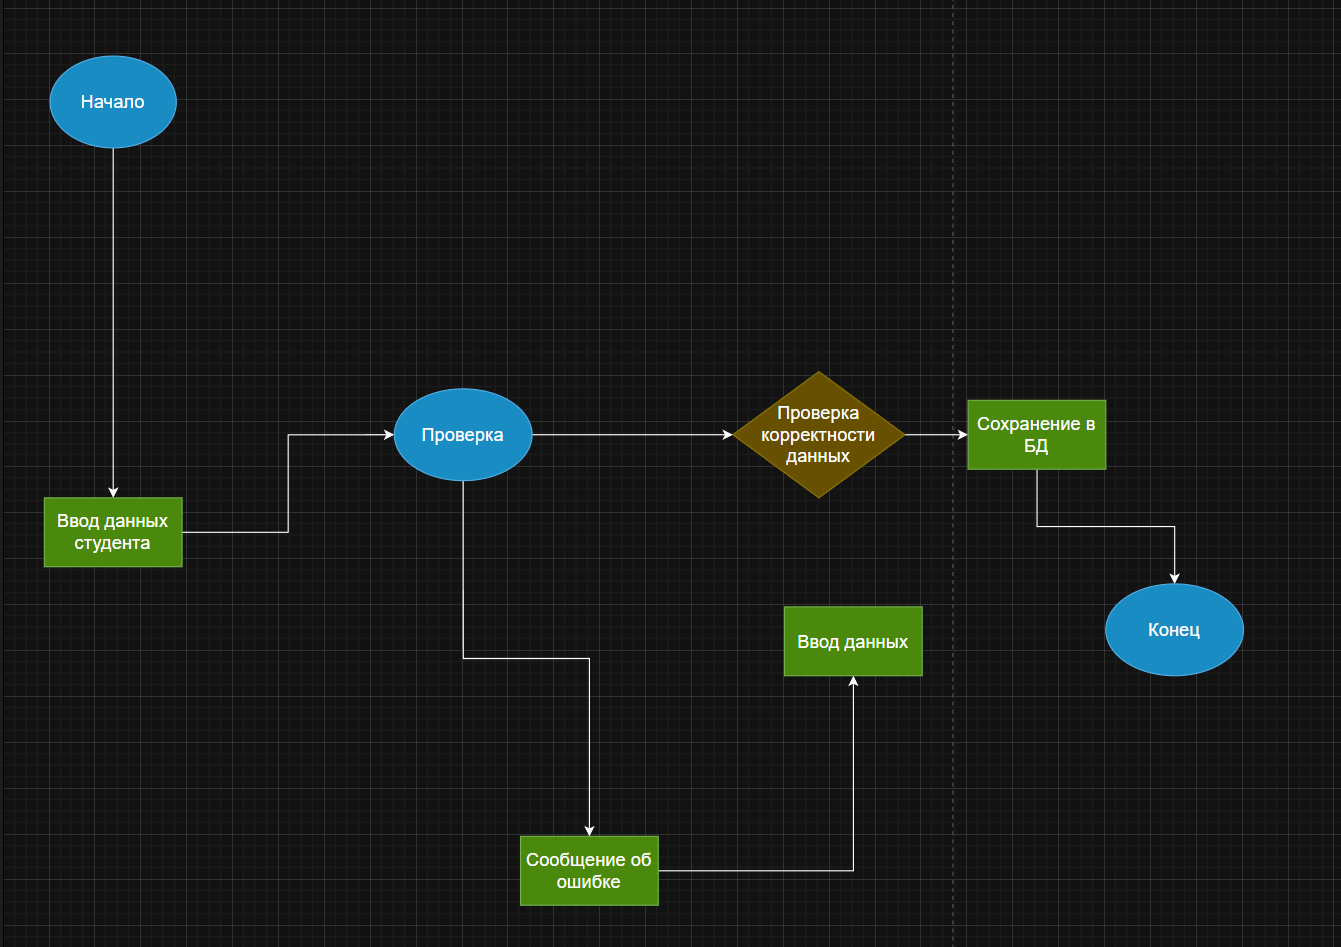 Начало
Ввод данных
студента
Проверка
Проверка
корректности
данных
Сохранение в
БД
Ввод данных
Конец
Сообщение об
ошибке